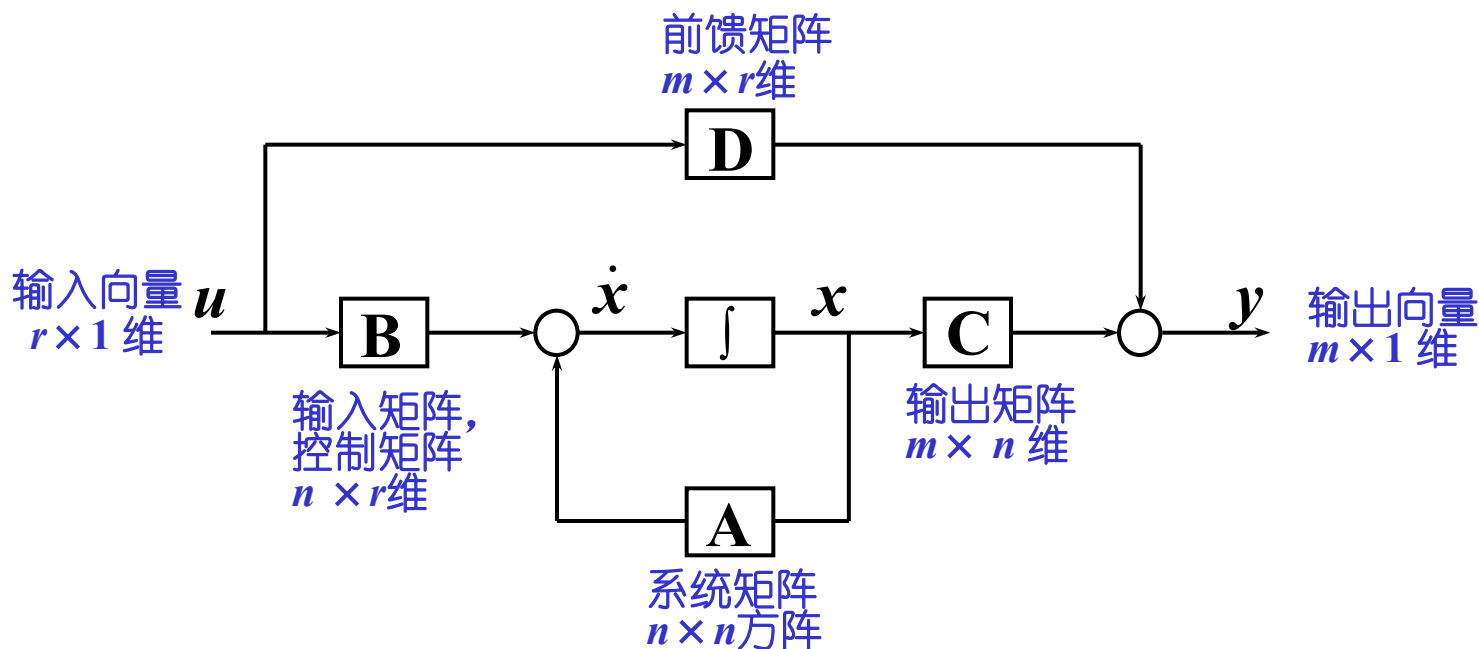 前馈矩阵
m × r维
D
输入向量
r × 1 维
u
B
输入矩阵,
控制矩阵
n × r维
ẋ
∫
x
C
输出矩阵
m × n 维
y
输出向量
m × 1 维
A
系统矩阵
n × n方阵